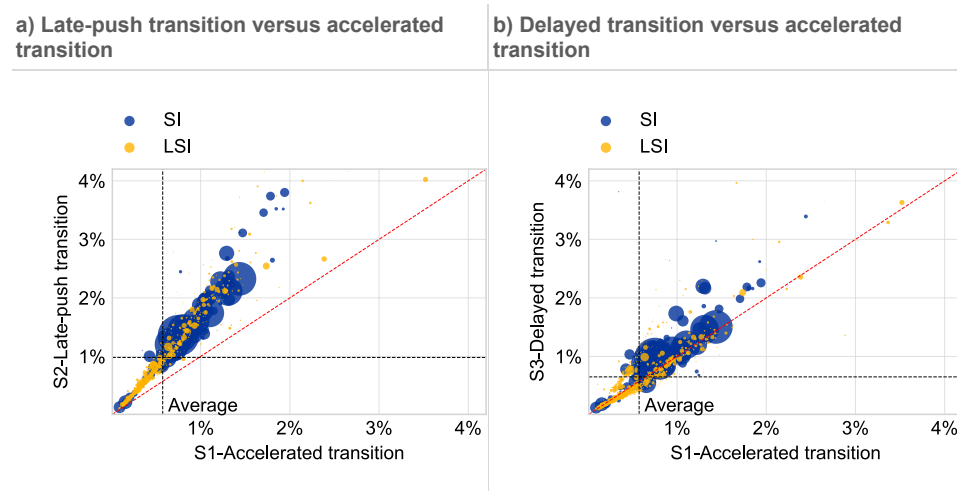 a) Late-push transition versus accelerated
transition
SI
LSI
4%
3%
2%
1%
S2-Late-push transition
Average
1%
2%
3%
4%
S1-Accelerated transition
b) Delayed transition versus accelerated
transition
SI
LSI
4%
3%
2%
1%
S3-Delayed transition
Average
1%
2%
3%
4%
S1-Accelerated transition